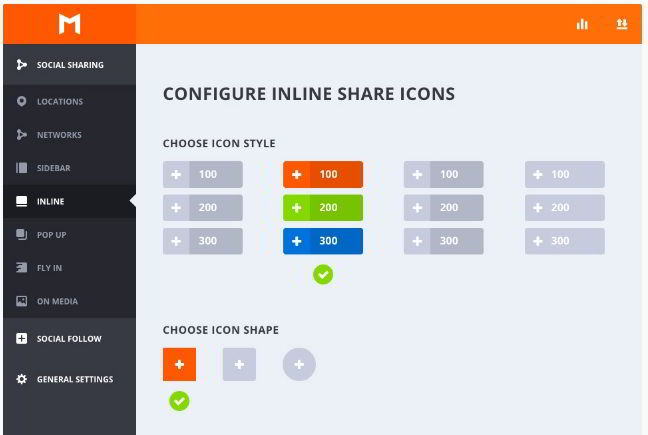 SOCIAL SHARING
LOCATIONS
NETWORKS
SIDEBAR
INLINE
POP UP
FLY IN
ON MEDIA
SOCIAL FOLLOW
GENERAL SETTINGS
CONFIGURE INLINE SHARE ICONS
CHOOSE ICON STYLE
+ 100 + 100 + 100 + 100
+ 200 + 200 + 200 + 200
+ 300 + 300 + 300 + 300
CHOOSE ICON SHAPE
+ + +